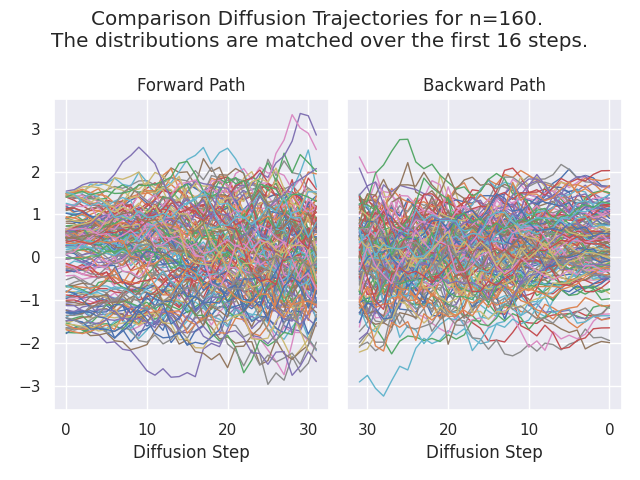 Comparison Diffusion Trajectories for n=160.
The distributions are matched over the first 16 steps.
Forward Path
Backward Path
3
2
1
0
−1
−2
−3
0 10 20 30
30 20 10 0
Diffusion Step
Diffusion Step